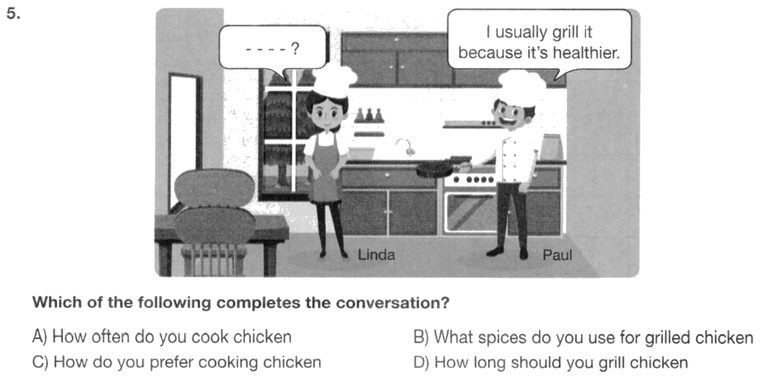 5.
- - - - ?
I usually grill it
because it's healthier.
Linda
Paul
Which of the following completes the conversation?
A) How often do you cook chicken
B) What spices do you use for grilled chicken
C) How do you prefer cooking chicken
D) How long should you grill chicken